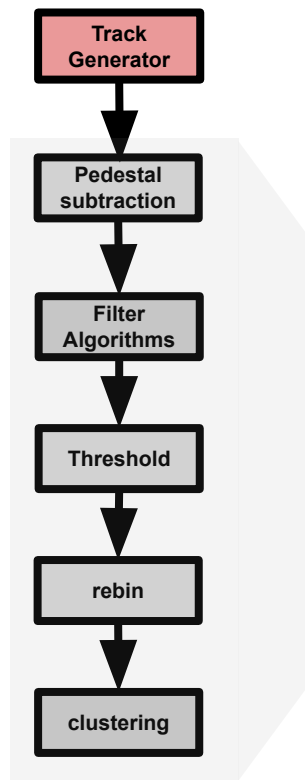 Track
Generator
Pedestal
subtraction
Filter
Algorithms
Threshold
rebin
clustering